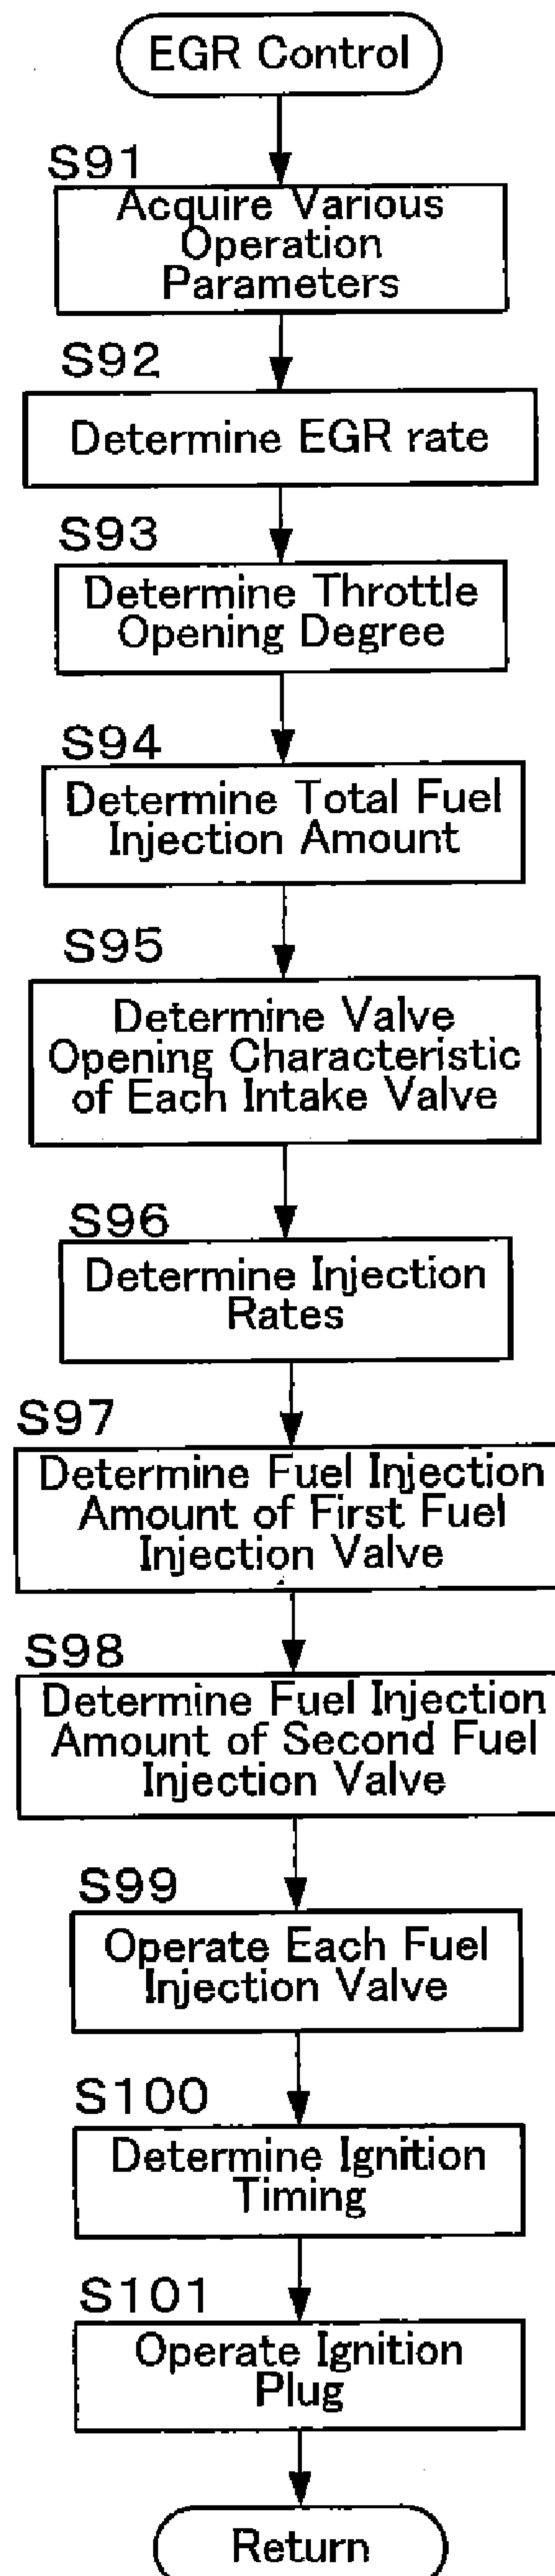 EGR Control
S91
Acquire Various
Operation
Parameters
S92
Determine EGR rate
S93
Determine Throttle
Opening Degree
S94
Determine Total Fuel
Injection Amount
S95
Determine Valve
Opening Characteristic
of Each Intake Valve
S96
Determine Injection
Rates
S97
Determine Fuel Injection
Amount of First Fuel
Injection Valve
S98
Determine Fuel Injection
Amount of Second Fuel
Injection Valve
S99
Operate Each Fuel
Injection Valve
S100
Determine Ignition
Timing
S101
Operate Ignition
Plug
Return